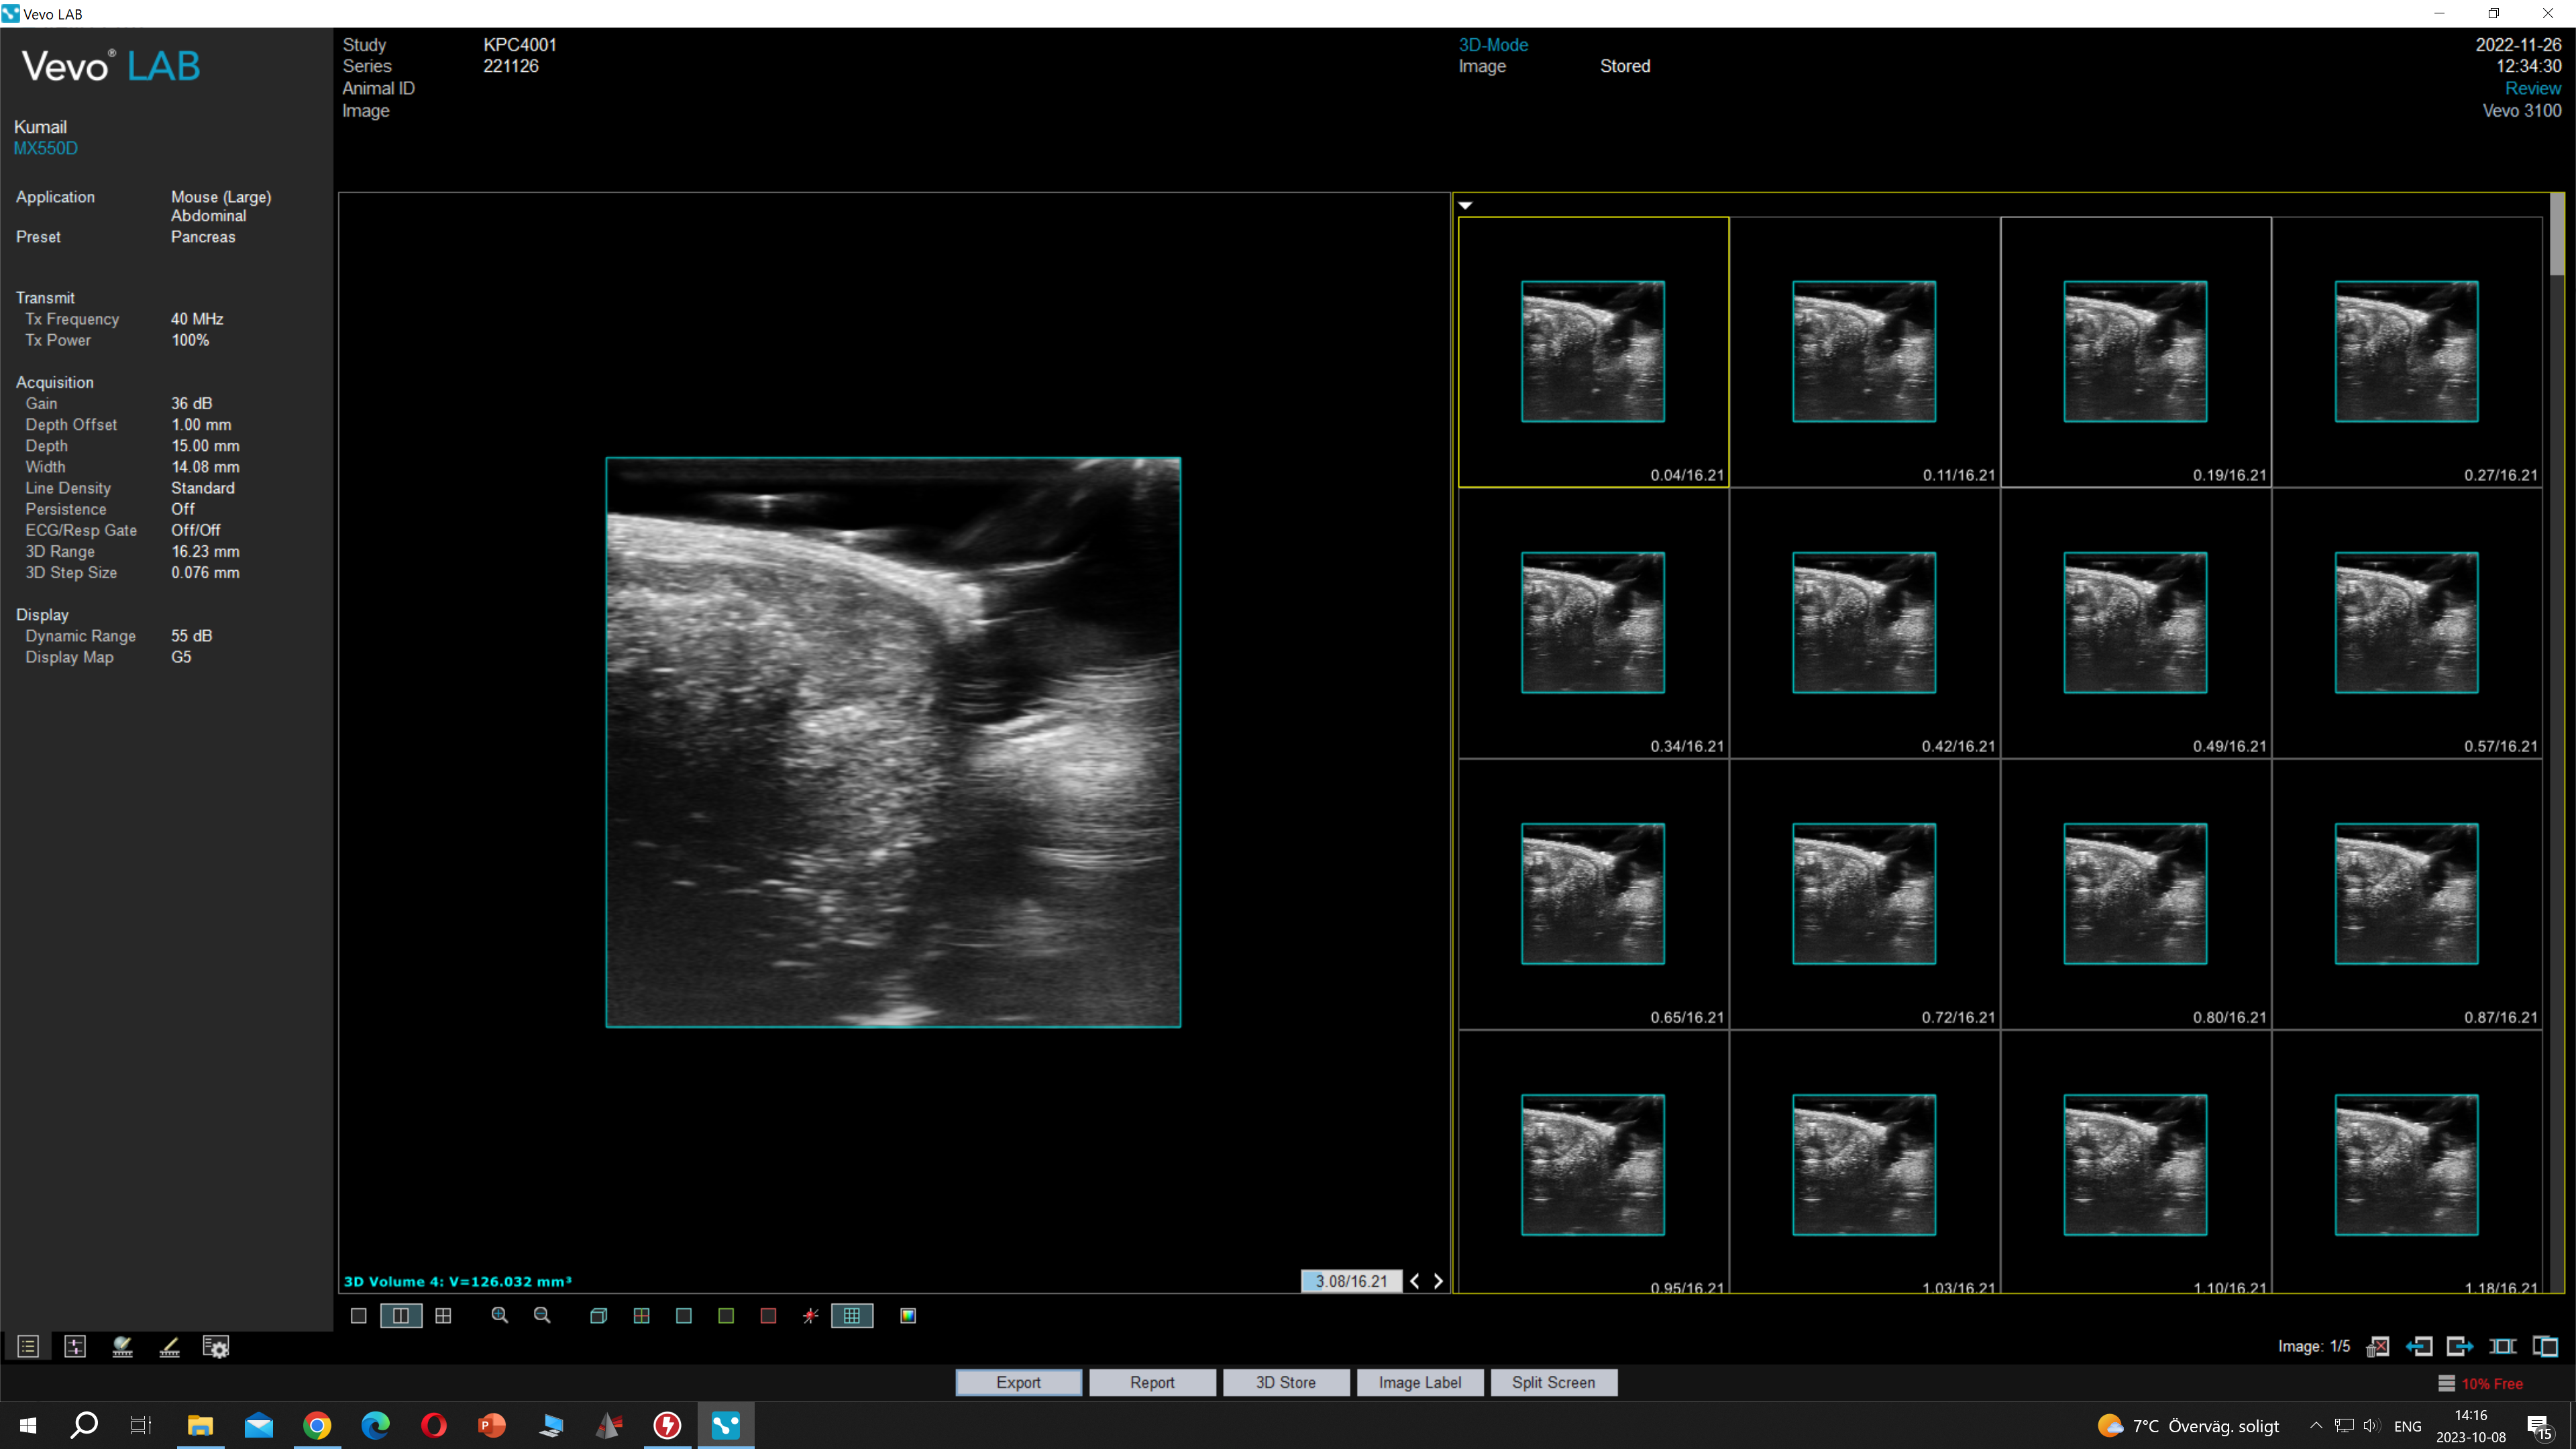 Vevo LAB
Vevo® LAB
Kumail
MX550D
Application Mouse (Large)
Abdominal
Preset Pancreas
Transmit
Tx Frequency 40 MHz
Tx Power 100%
Acquisition
Gain 36 dB
Depth Offset 1.00 mm
Depth 15.00 mm
Width 14.08 mm
Line Density Standard
Persistence Off
ECG/Resp Gate Off/Off
3D Range 16.23 mm
3D Step Size 0.076 mm
Display
Dynamic Range 55 dB
Display Map G5
Study KPC4001
Series 221126
Animal ID
Image
3D-Mode
Image Stored
2022-11-26
12:34:30
Review
Vevo 3100
0.04/16.21 0.11/16.21 0.19/16.21 0.27/16.21
0.34/16.21 0.42/16.21 0.49/16.21 0.57/16.21
0.65/16.21 0.72/16.21 0.80/16.21 0.87/16.21
0.95/16.21 1.03/16.21 1.10/16.21 1.18/16.21
3D Volume 4: V=126.032 mm³
3.08/16.21
Image: 1/5
Export Report 3D Store Image Label Split Screen
10% Free
7°C Överväg. soligt
ENG
14:16
2023-10-08
15